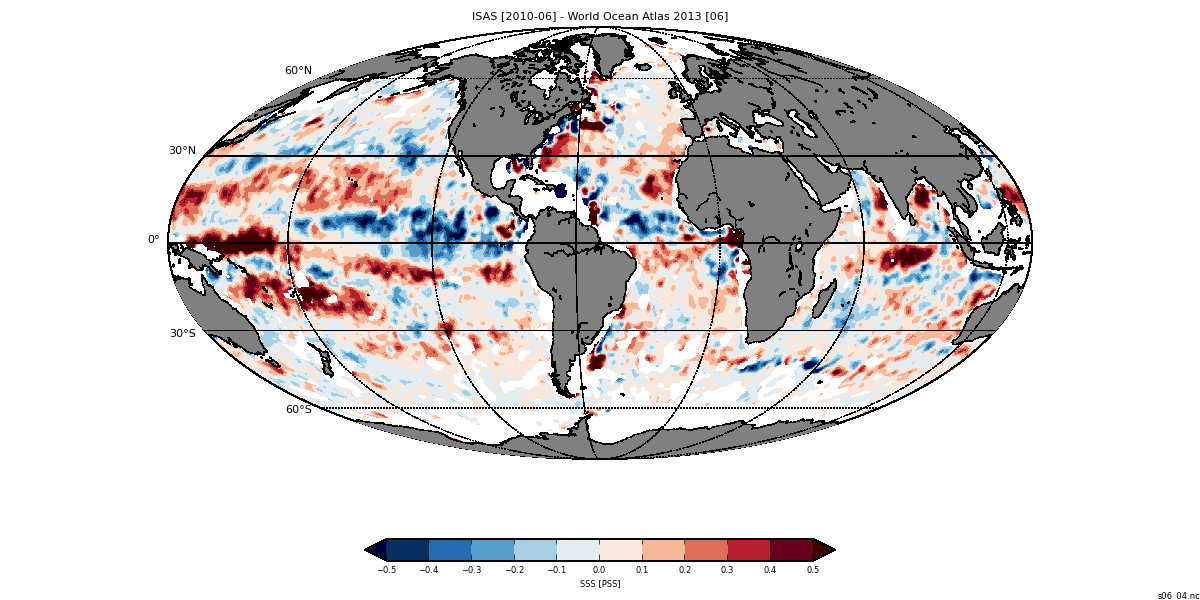 ISAS [2010-06] - World Ocean Atlas 2013 [06]
60°N
30°N
0°
30°S
60°S
−0.5 −0.4 −0.3 −0.2 −0.1 0.0 0.1 0.2 0.3 0.4 0.5
SSS [PSS]
s06_04.nc